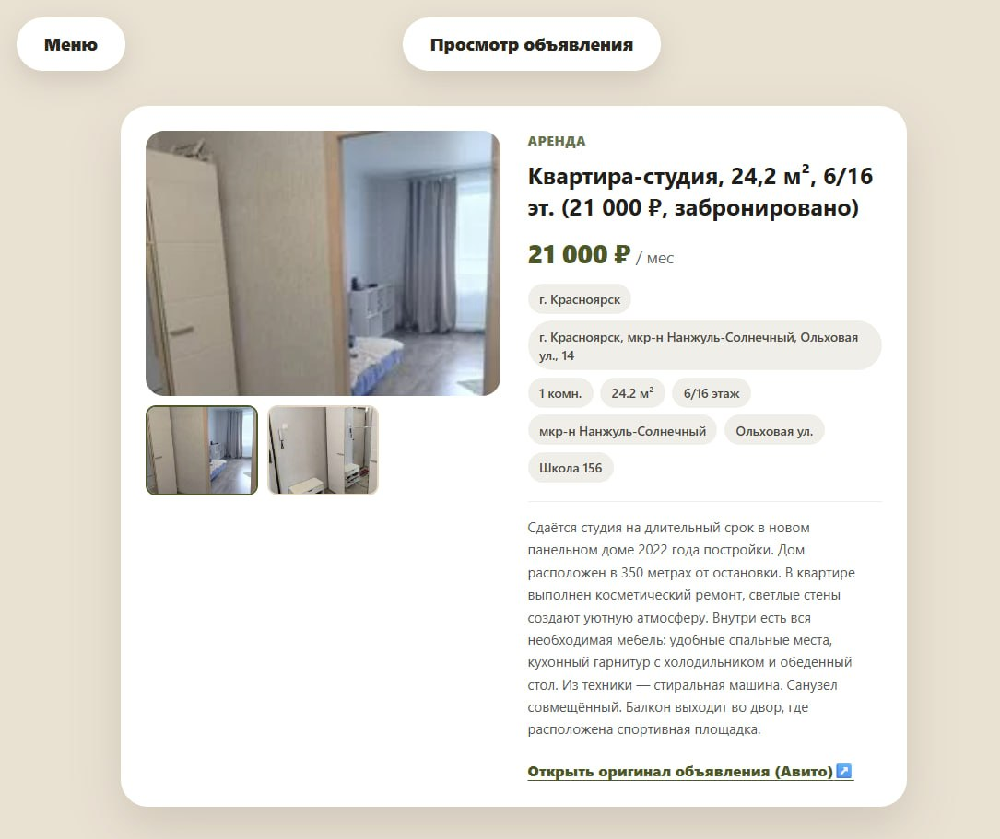 Меню
Просмотр объявления
АРЕНДА
Квартира-студия, 24,2 м², 6/16
эт. (21 000 ₽, забронировано)
21 000 ₽ / мес
г. Красноярск
г. Красноярск, мкр-н Нанжуль-Солнечный, Ольховая
ул., 14
1 комн.
24.2 м²
6/16 этаж
мкр-н Нанжуль-Солнечный
Ольховая ул.
Школа 156
Сдаётся студия на длительный срок в новом
панельном доме 2022 года постройки. Дом
расположен в 350 метрах от остановки. В квартире
выполнен косметический ремонт, светлые стены
создают уютную атмосферу. Внутри есть вся
необходимая мебель: удобные спальные места,
кухонный гарнитур с холодильником и обеденный
стол. Из техники — стиральная машина. Санузел
совмещённый. Балкон выходит во двор, где
расположена спортивная площадка.
Открыть оригинал объявления (Авито)↗